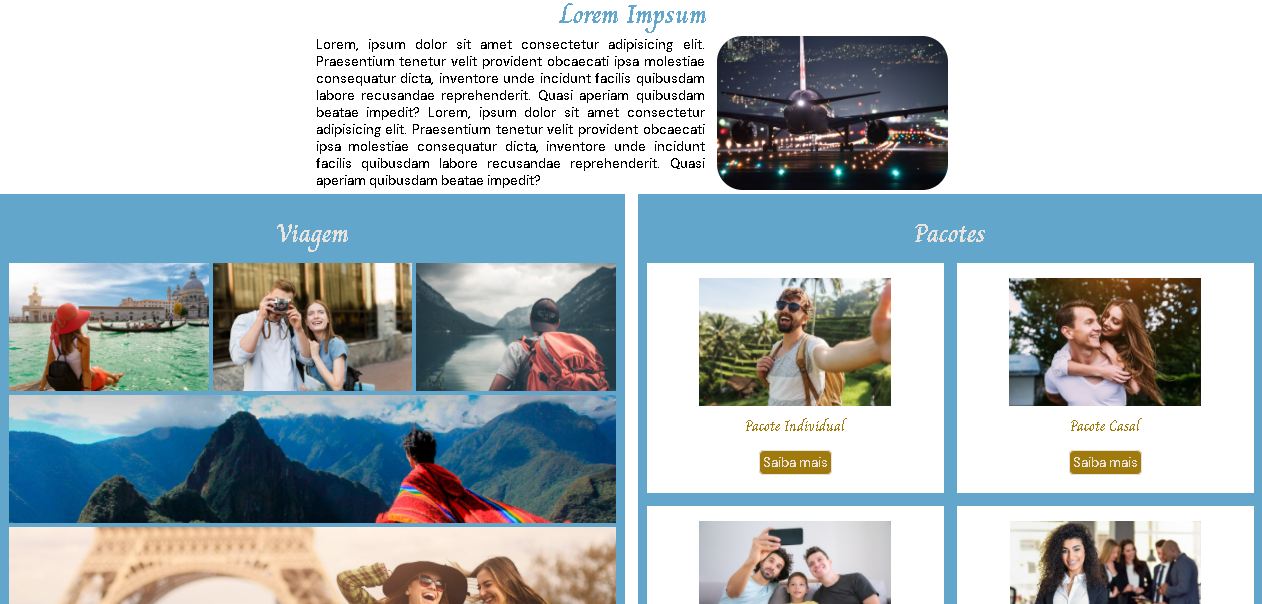 Lorem Impsum
Lorem, ipsum dolor sit amet consectetur adipisicing elit.
Praesentium tenetur velit provident obcaecati ipsa molestiae
consequatur dicta, inventore unde incidunt facilis quibusdam
labore recusandae reprehenderit. Quasi aperiam quibusdam
beatae impedit? Lorem, ipsum dolor sit amet consectetur
adipisicing elit. Praesentium tenetur velit provident obcaecati
ipsa molestiae consequatur dicta, inventore unde incidunt
facilis quibusdam labore recusandae reprehenderit. Quasi
aperiam quibusdam beatae impedit?
Viagem
Pacotes
Pacote Individual
Saiba mais
Pacote Casal
Saiba mais